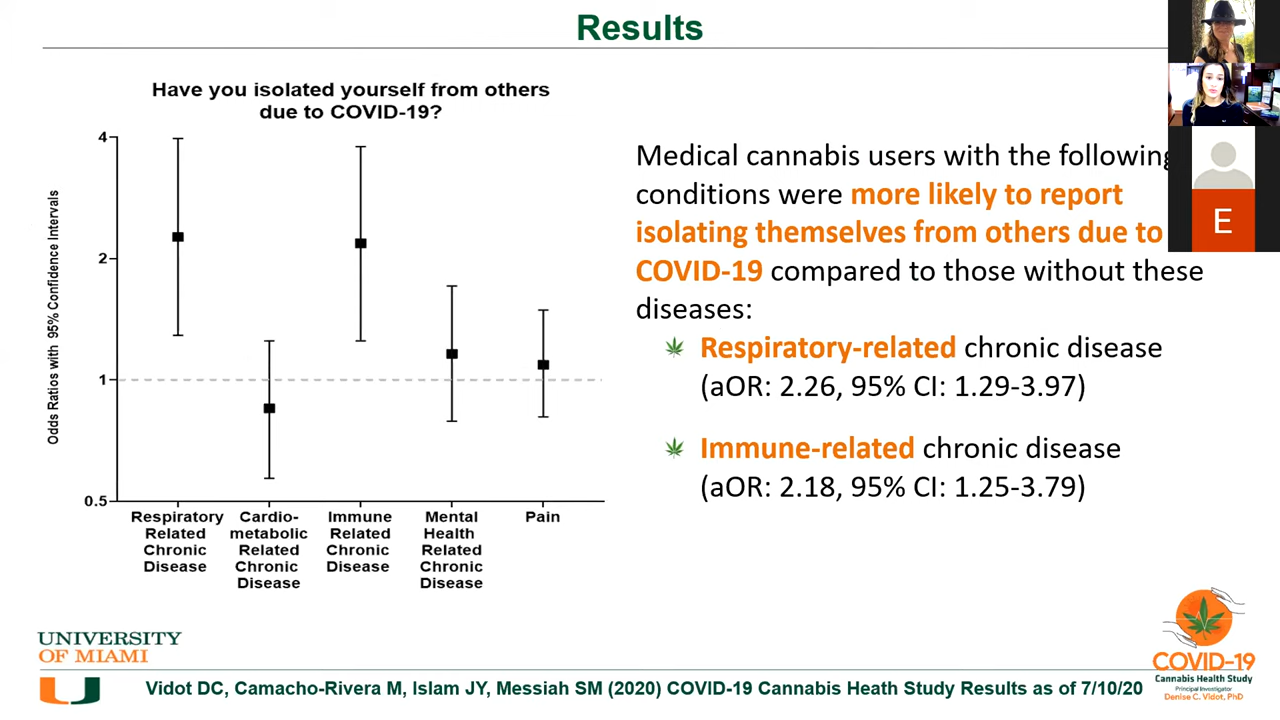 Results
Have you isolated yourself from others
due to COVID-19?
Odds Ratios with 95% Confidence Intervals
4
2
1
0.5
Respiratory
Related
Chronic
Disease
Cardio-
metabolic
Related
Chronic
Disease
Immune
Related
Chronic
Disease
Mental
Health
Related
Chronic
Disease
Pain
Medical cannabis users with the following
conditions were more likely to report
isolating themselves from others due to
COVID-19 compared to those without these
diseases:
Respiratory-related chronic disease
(aOR: 2.26, 95% CI: 1.29-3.97)
Immune-related chronic disease
(aOR: 2.18, 95% CI: 1.25-3.79)
E
UNIVERSITY
OF MIAMI
Vidot DC, Camacho-Rivera M, Islam JY, Messiah SM (2020) COVID-19 Cannabis Heath Study Results as of 7/10/20
COVID-19
Cannabis Health Study
Principal Investigator
Denise C. Vidot, PhD